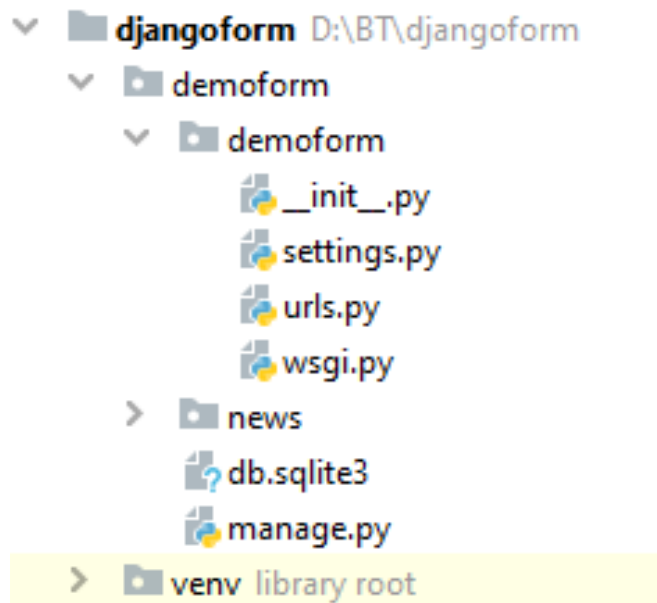 djangoform D:\BT\djangoform
demoform
demoform
__init__.py
settings.py
urls.py
wsgi.py
news
db.sqlite3
manage.py
venv library root